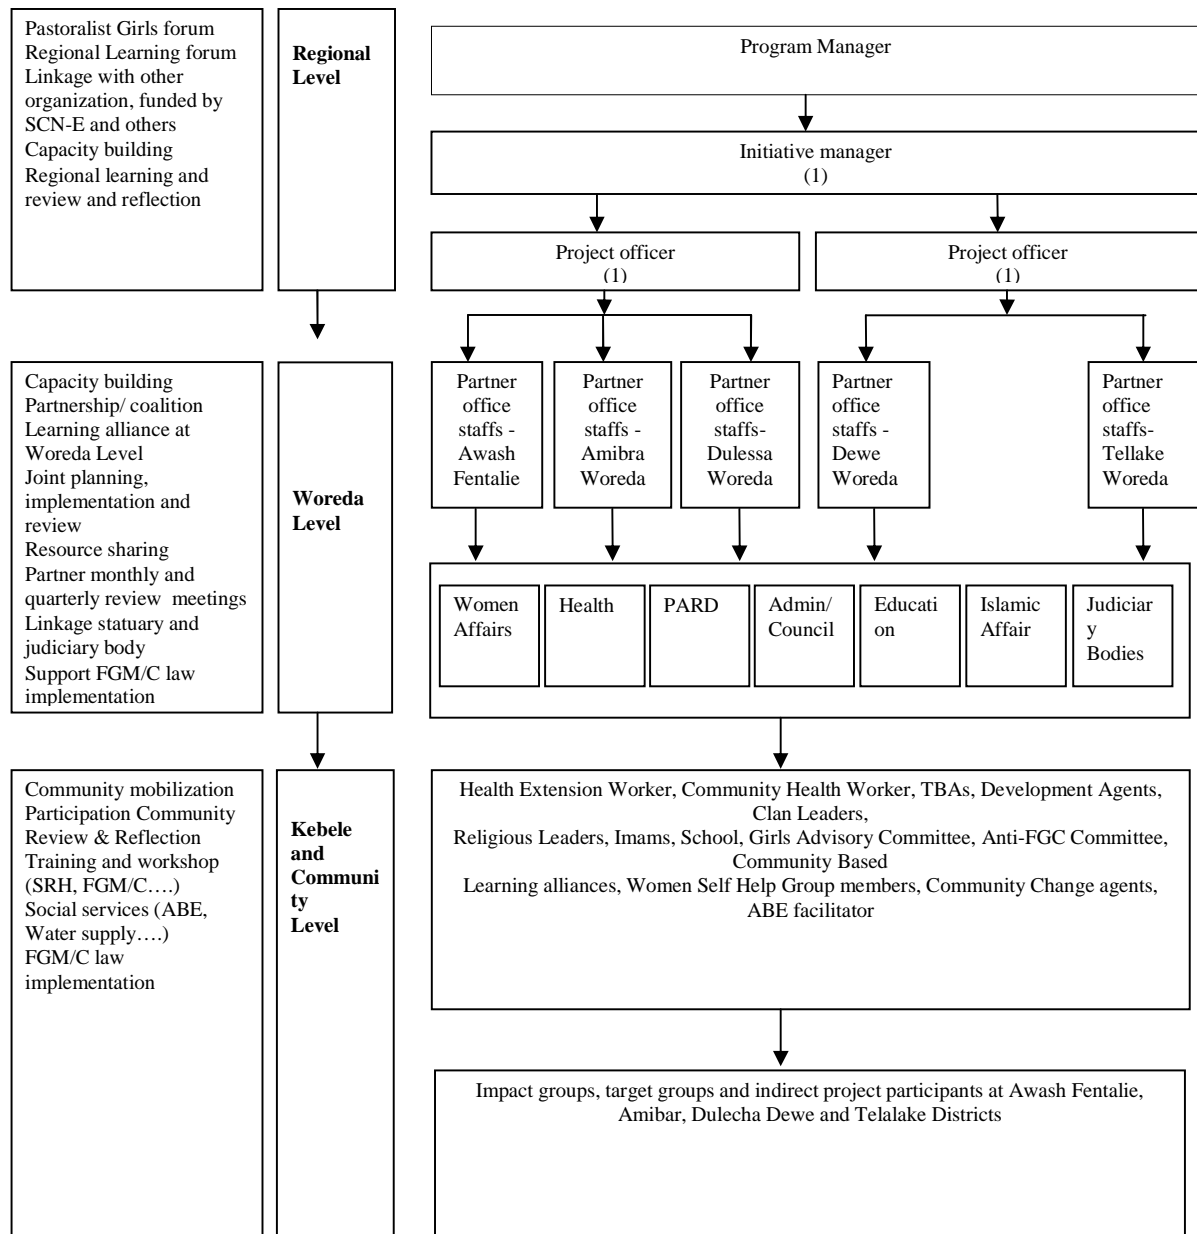 Pastoralist Girls forum
Regional Learning forum
Linkage with other
organization, funded by
SCN-E and others
Capacity building
Regional learning and
review and reflection
Regional
Level
Program Manager
Initiative manager
(1)
Project officer
(1)
Project officer
(1)
Capacity building
Partnership/ coalition
Learning alliance at
Woreda Level
Joint planning,
implementation and
review
Resource sharing
Partner monthly and
quarterly review  meetings
Linkage statuary and
judiciary body
Support FGM/C law
implementation
Woreda
Level
Partner
office
staffs -
Awash
Fentalie
Partner
office
staffs -
Amibra
Woreda
Partner
office
staffs-
Dulessa
Woreda
Partner
office
staffs -
Dewe
Woreda
Partner
office
staffs-
Tellake
Woreda
Women
Affairs
Health
PARD
Admin/
Council
Educati
on
Islamic
Affair
Judiciar
y
Bodies
Community mobilization
Participation Community
Review & Reflection
Training and workshop
(SRH, FGM/C….)
Social services (ABE,
Water supply….)
FGM/C law
implementation
Kebele
and
Communi
ty
Level
Health Extension Worker, Community Health Worker, TBAs, Development Agents,
Clan Leaders,
Religious Leaders, Imams, School, Girls Advisory Committee, Anti-FGC Committee,
Community Based
Learning alliances, Women Self Help Group members, Community Change agents,
ABE facilitator
Impact groups, target groups and indirect project participants at Awash Fentalie,
Amibar, Dulecha Dewe and Telalake Districts